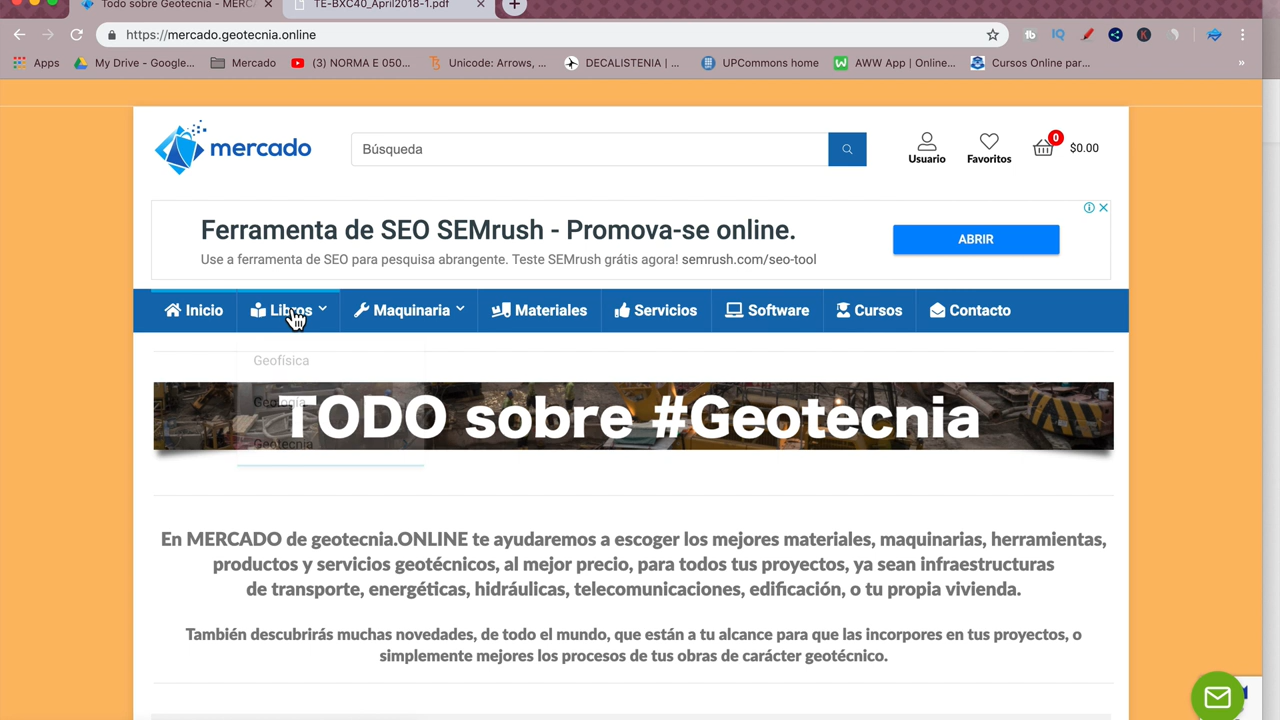 Todo sobre Geotecnia - MERC
TE-BXC40_April2018-1.pdf
https://mercado.geotecnia.online
Apps
My Drive - Google...
Mercado
(3) NORMA E 050...
Unicode: Arrows, ...
DECALISTENIA | ...
UPCommons home
AWW App | Online...
Cursos Online par...
»
mercado
Búsqueda
Usuario
Favoritos
0
$0.00
Ferramenta de SEO SEMrush - Promova-se online.
Use a ferramenta de SEO para pesquisa abrangente. Teste SEMrush grátis agora! semrush.com/seo-tool
ABRIR
Inicio
Libros
Maquinaria
Materiales
Servicios
Software
Cursos
Contacto
Geofísica
Geología
Geotecnia
TODO sobre #Geotecnia
En MERCADO de geotecnia.ONLINE te ayudaremos a escoger los mejores materiales, maquinarias, herramientas,
productos y servicios geotécnicos, al mejor precio, para todos tus proyectos, ya sean infraestructuras
de transporte, energéticas, hidráulicas, telecomunicaciones, edificación, o tu propia vivienda.
También descubrirás muchas novedades, de todo el mundo, que están a tu alcance para que las incorpores en tus proyectos, o
simplemente mejores los procesos de tus obras de carácter geotécnico.